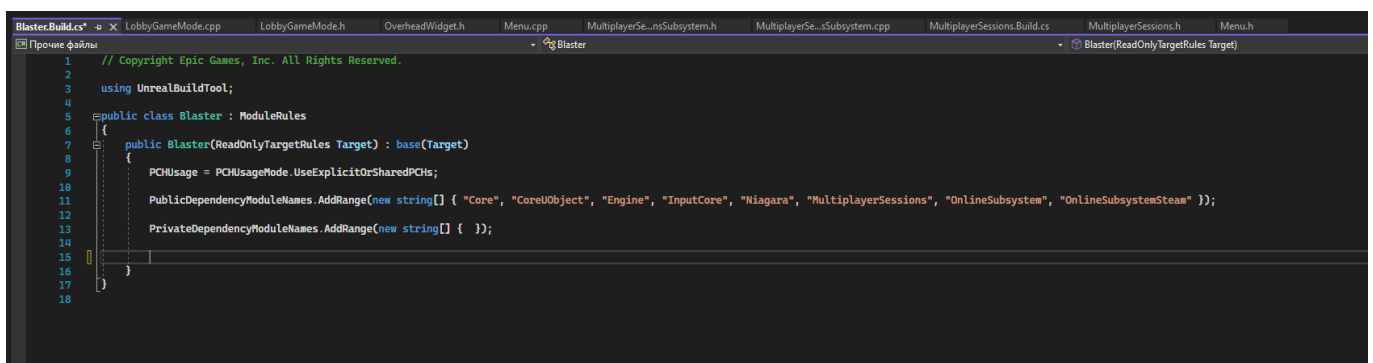 Blaster.Build.cs* LobbyGameMode.cpp LobbyGameMode.h OverheadWidget.h Menu.cpp MultiplayerSe...nsSubsystem.h MultiplayerSe...sSubsystem.cpp MultiplayerSessions.Build.cs MultiplayerSessions.h Menu.h
C# Прочие файлы Blaster Blaster(ReadOnlyTargetRules Target)
1 // Copyright Epic Games, Inc. All Rights Reserved.
2
3 using UnrealBuildTool;
4
5 public class Blaster : ModuleRules
6 {
7 public Blaster(ReadOnlyTargetRules Target) : base(Target)
8 {
9 PCHUsage = PCHUsageMode.UseExplicitOrSharedPCHs;
10
11 PublicDependencyModuleNames.AddRange(new string[] { "Core", "CoreUObject", "Engine", "InputCore", "Niagara", "MultiplayerSessions", "OnlineSubsystem", "OnlineSubsystemSteam" });
12
13 PrivateDependencyModuleNames.AddRange(new string[] {  });
14
15
16 }
17 }
18